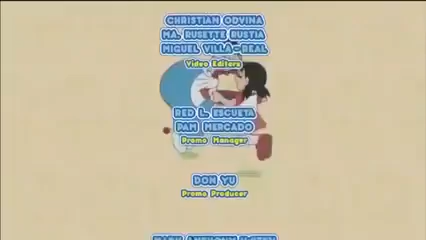 CHRISTIAN ODVINA
MA. RUSETTE RUSTIA
MIGUEL VILLA-REAL
Video Editors
RED L. ESCUETA
PAM MERCADO
Promo Manager
DON YU
Promo Producer